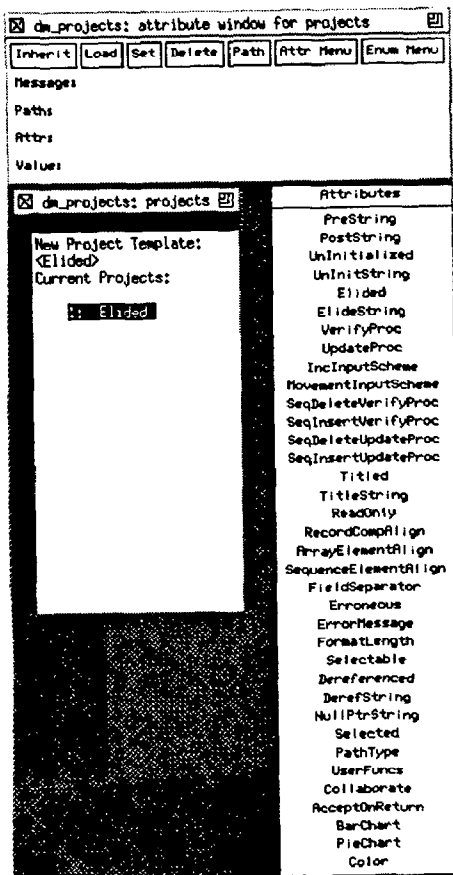 dm_projects: attribute window for projects
Inherit Load Set Delete Path Attr Menu Enum Menu
Message:
Path:
Attr:
Value:
dm_projects: projects
New Project Template:
<Elided>
Current Projects:
:: Elided
Attributes
PreString
PostString
UnInitialized
UnInitString
Elided
ElideString
VerifyProc
UpdateProc
IncInputScheme
MovementInputScheme
SeqDeleteVerifyProc
SeqInsertVerifyProc
SeqDeleteUpdateProc
SeqInsertUpdateProc
Titled
TitleString
ReadOnly
RecordCompAlign
ArrayElementAlign
SequenceElementAlign
FieldSeparator
Erroneous
ErrorMessage
FormatLength
Selectable
Dereferenced
DerefString
NullPtrString
Selected
PathType
UserFuncs
Collaborate
AcceptOnReturn
BarChart
PieChart
Color